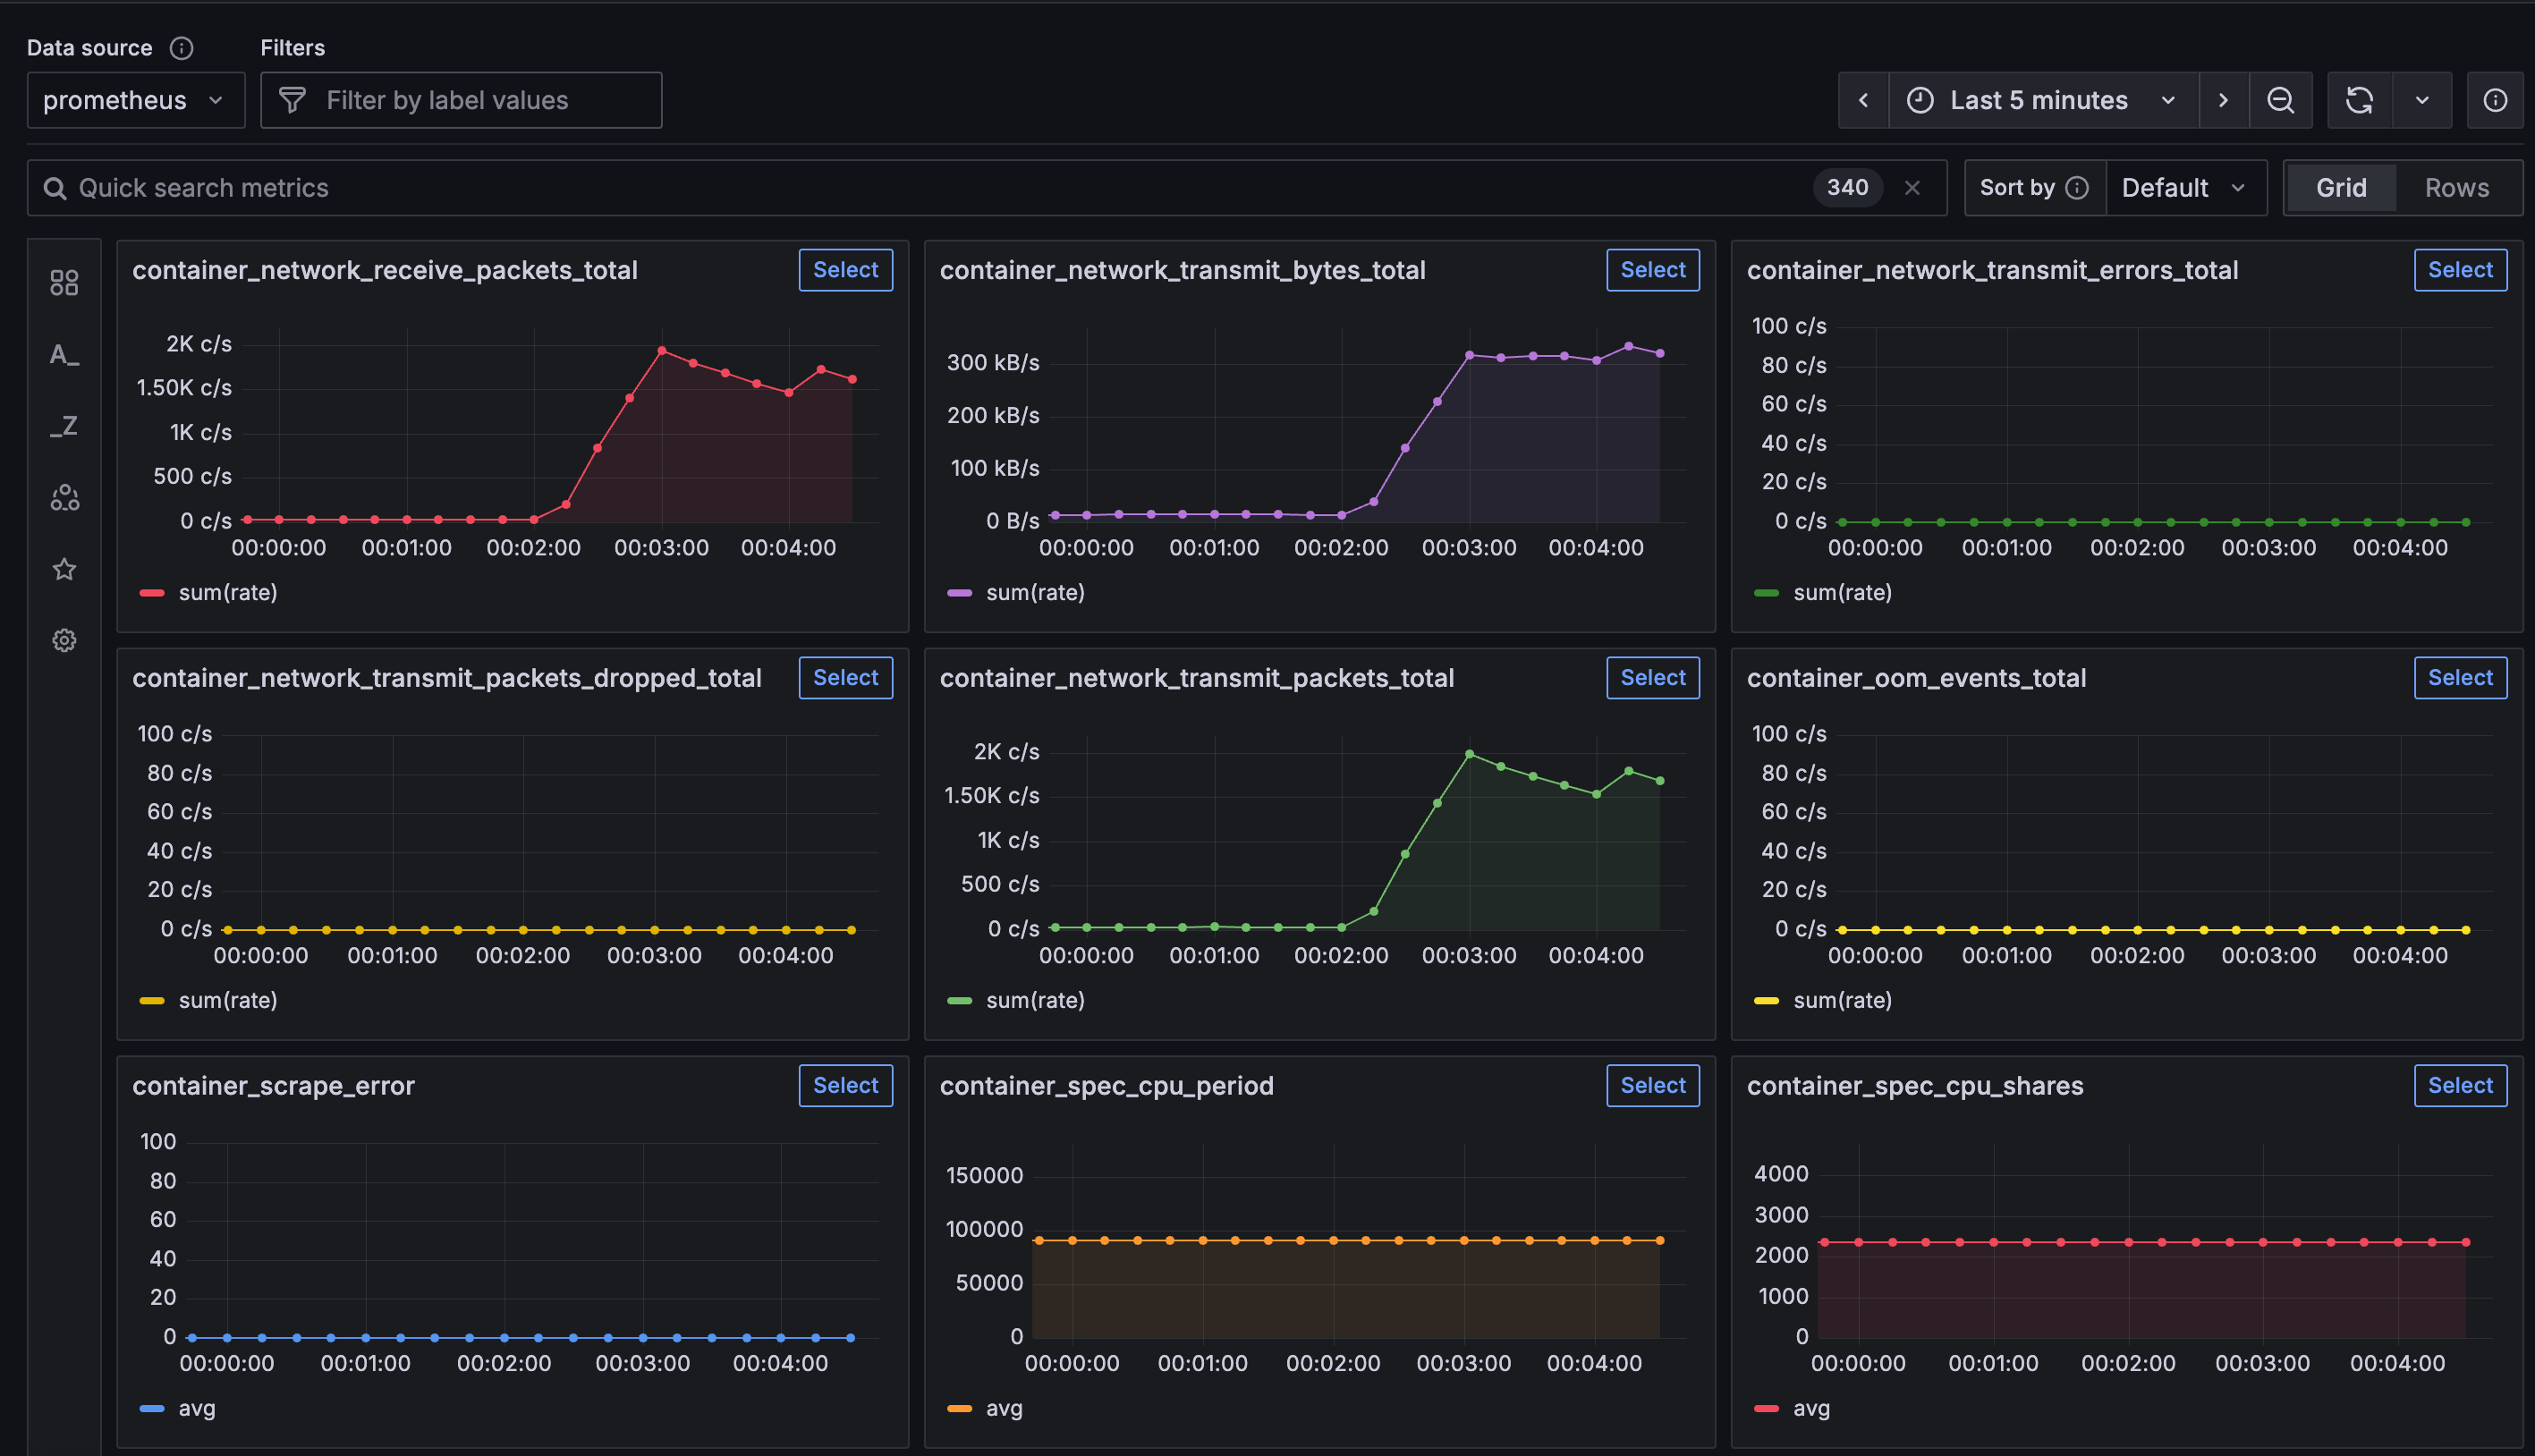 Data source
Filters
prometheus
Filter by label values
Last 5 minutes
Quick search metrics
340
Sort by
Default
Grid
Rows
A_
_Z
container_network_receive_packets_total
Select
2K c/s
1.50K c/s
1K c/s
500 c/s
0 c/s
00:00:00 00:01:00 00:02:00 00:03:00 00:04:00
sum(rate)
container_network_transmit_bytes_total
Select
300 kB/s
200 kB/s
100 kB/s
0 B/s
00:00:00 00:01:00 00:02:00 00:03:00 00:04:00
sum(rate)
container_network_transmit_errors_total
Select
100 c/s
80 c/s
60 c/s
40 c/s
20 c/s
0 c/s
00:00:00 00:01:00 00:02:00 00:03:00 00:04:00
sum(rate)
container_network_transmit_packets_dropped_total
Select
100 c/s
80 c/s
60 c/s
40 c/s
20 c/s
0 c/s
00:00:00 00:01:00 00:02:00 00:03:00 00:04:00
sum(rate)
container_network_transmit_packets_total
Select
2K c/s
1.50K c/s
1K c/s
500 c/s
0 c/s
00:00:00 00:01:00 00:02:00 00:03:00 00:04:00
sum(rate)
container_oom_events_total
Select
100 c/s
80 c/s
60 c/s
40 c/s
20 c/s
0 c/s
00:00:00 00:01:00 00:02:00 00:03:00 00:04:00
sum(rate)
container_scrape_error
Select
100
80
60
40
20
0
00:00:00 00:01:00 00:02:00 00:03:00 00:04:00
avg
container_spec_cpu_period
Select
150000
100000
50000
0
00:00:00 00:01:00 00:02:00 00:03:00 00:04:00
avg
container_spec_cpu_shares
Select
4000
3000
2000
1000
0
00:00:00 00:01:00 00:02:00 00:03:00 00:04:00
avg